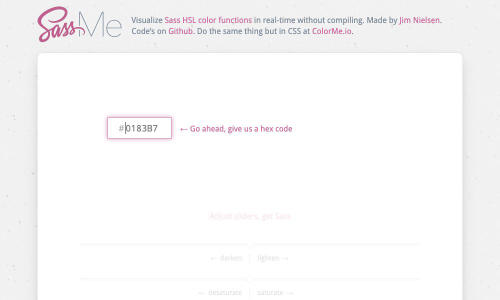 Sass Me
Visualize Sass HSL color functions in real-time without compiling. Made by Jim Nielsen.
Code's on Github. Do the same thing but in CSS at ColorMe.io.
#0183B7 ← Go ahead, give us a hex code
Adjust sliders, get Sass
← darken | lighten →
← desaturate | saturate →